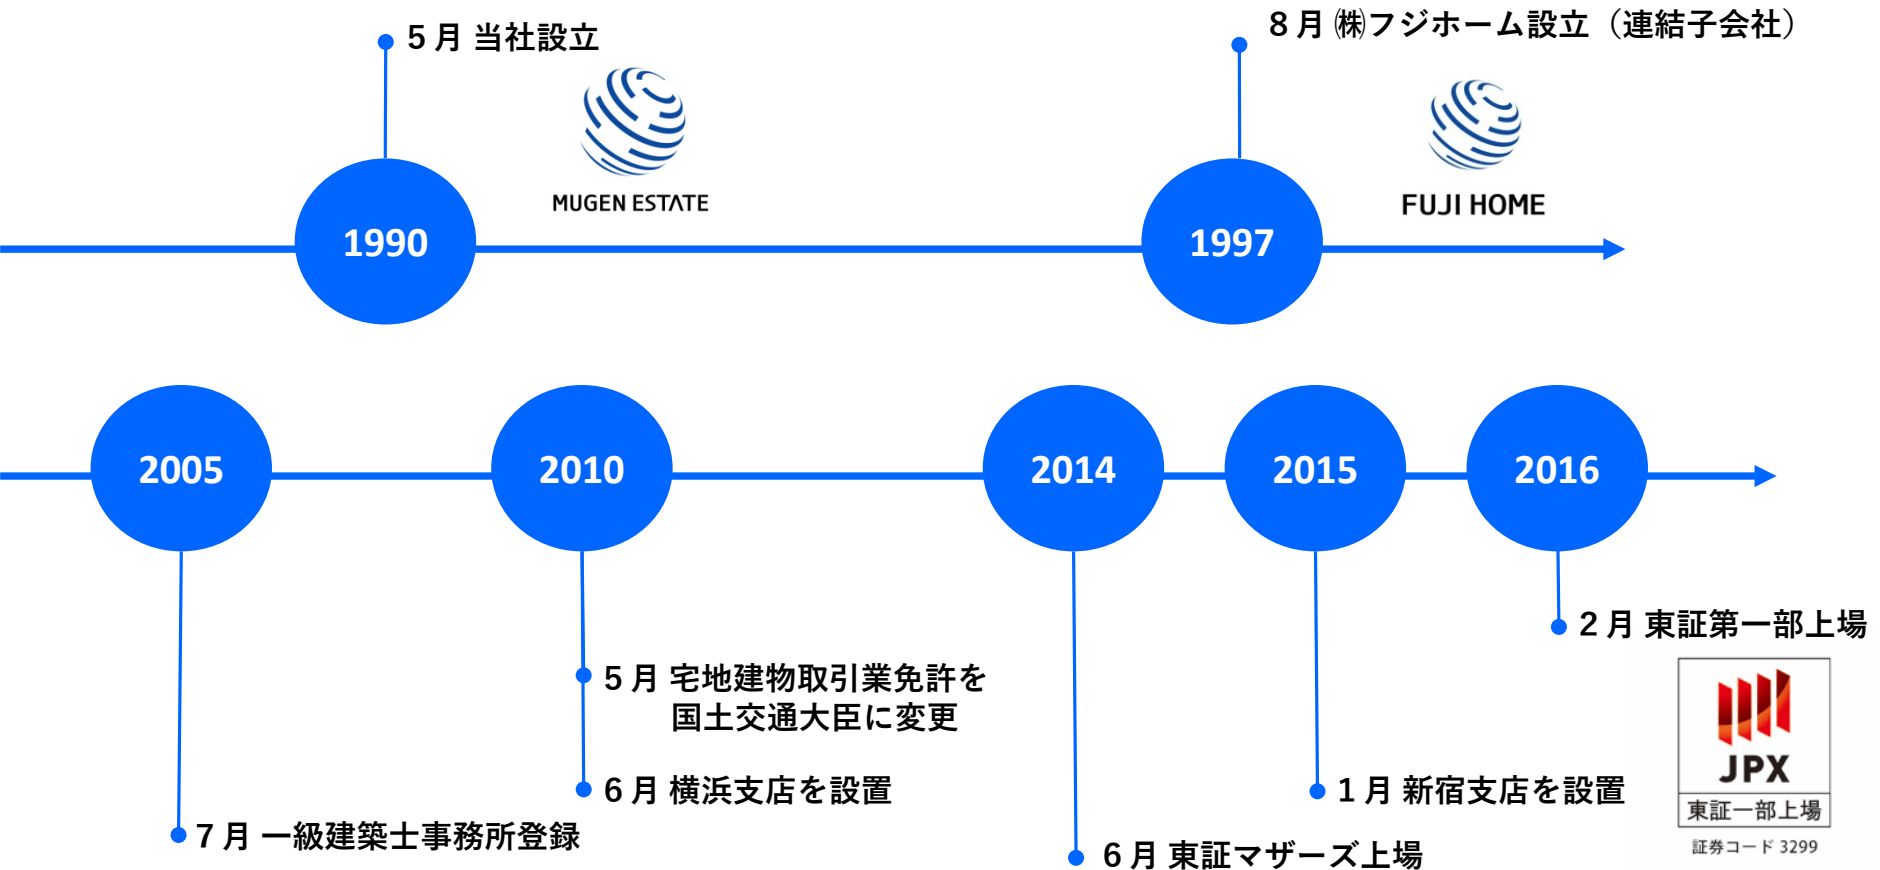 5月 当社設立
8月 ㈱フジホーム設立（連結子会社）
MUGEN ESTATE
FUJI HOME
1990
1997
2005
2010
2014
2015
2016
2月 東証第一部上場
5月 宅地建物取引業免許を
国土交通大臣に変更
JPX
6月 横浜支店を設置
1月 新宿支店を設置
東証一部上場
7月 一級建築士事務所登録
6月 東証マザーズ上場
証券コード 3299